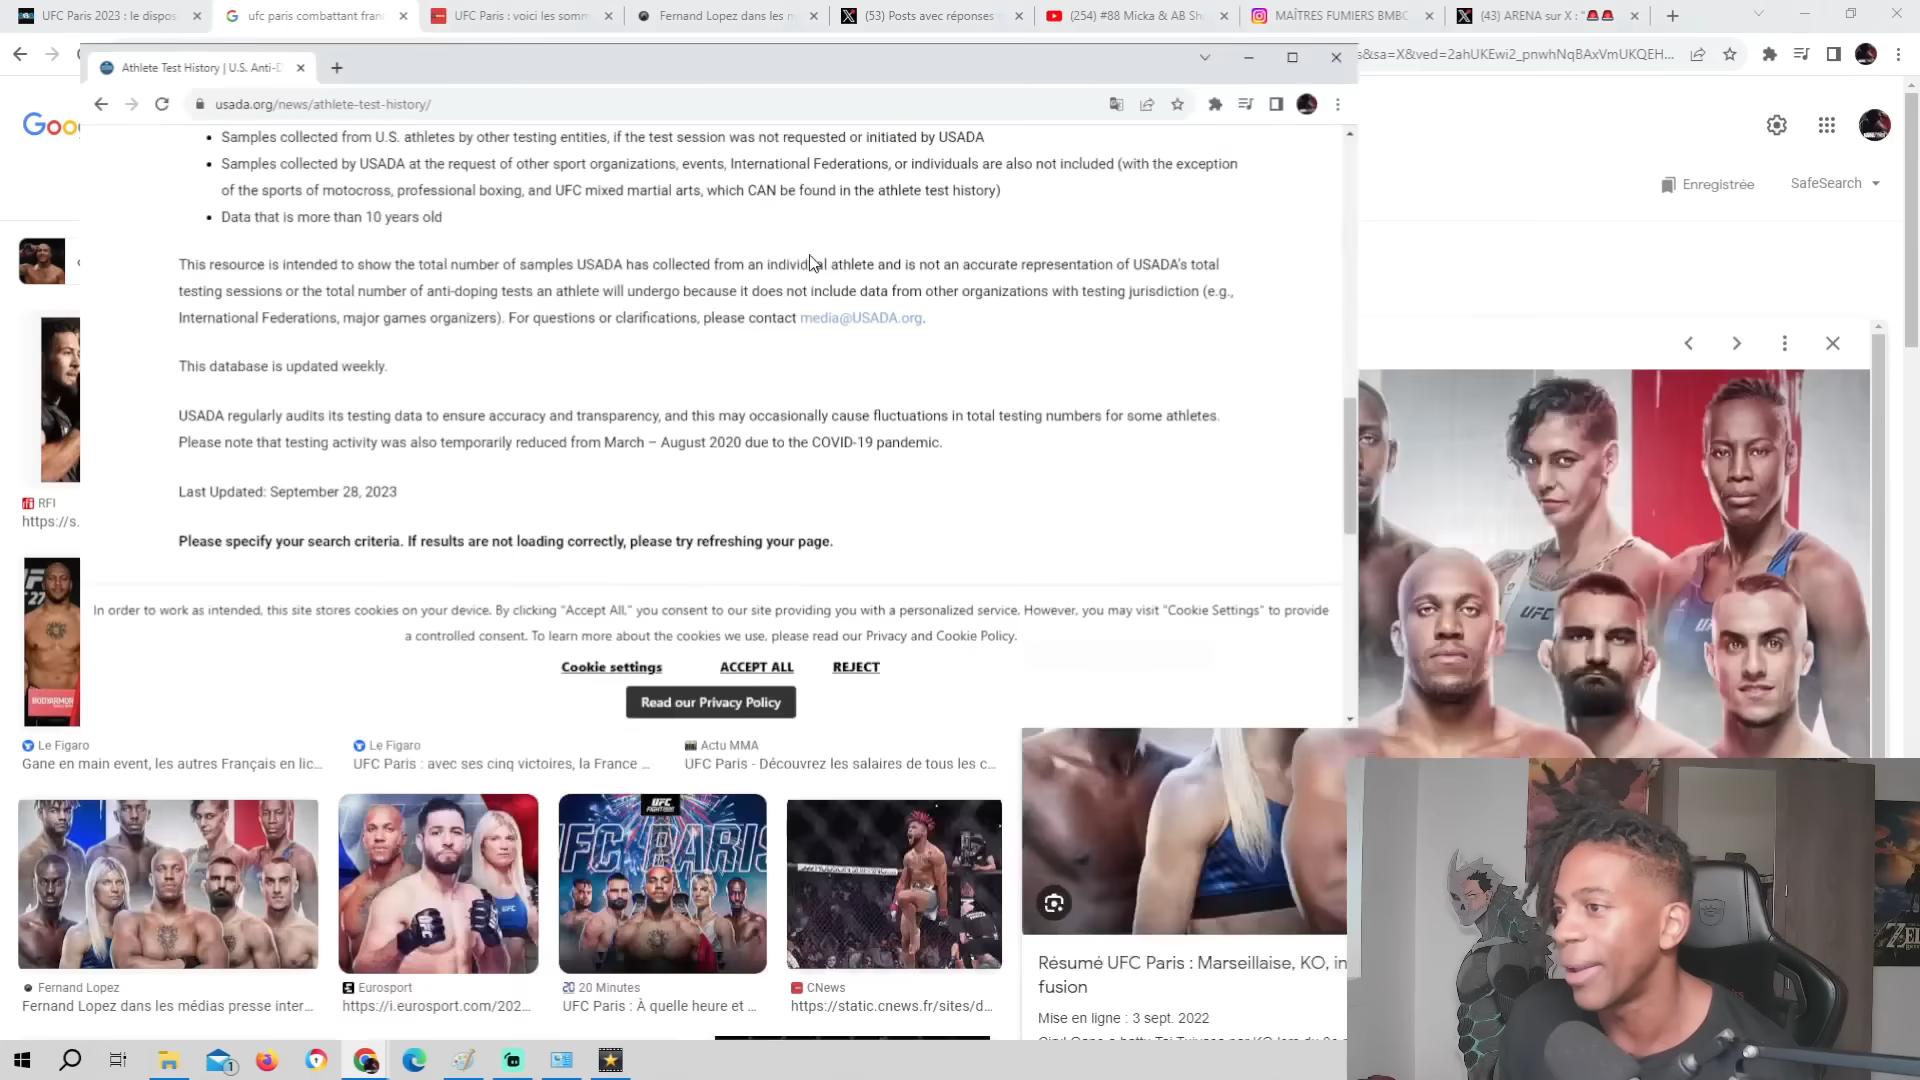 UFC Paris 2023 : le dispos
ufc paris combattant fran
UFC Paris : voici les somm
Fernand Lopez dans les m
(53) Posts avec réponses
(254) #88 Micka & AB Sh
MAÎTRES FUMIERS BMBC
(43) ARENA sur X : "🚨🚨
s&sa=X&ved=2ahUKEwi2_pnwhNqBAxVmUKQEH...
Athlete Test History | U.S. Anti-D
usada.org/news/athlete-test-history/
Goo
Enregistrée
SafeSearch
• Samples collected from U.S. athletes by other testing entities, if the test session was not requested or initiated by USADA
• Samples collected by USADA at the request of other sport organizations, events, International Federations, or individuals are also not included (with the exception
of the sports of motocross, professional boxing, and UFC mixed martial arts, which CAN be found in the athlete test history)
• Data that is more than 10 years old
This resource is intended to show the total number of samples USADA has collected from an individual athlete and is not an accurate representation of USADA's total
testing sessions or the total number of anti-doping tests an athlete will undergo because it does not include data from other organizations with testing jurisdiction (e.g.,
International Federations, major games organizers). For questions or clarifications, please contact media@USADA.org.
This database is updated weekly.
USADA regularly audits its testing data to ensure accuracy and transparency, and this may occasionally cause fluctuations in total testing numbers for some athletes.
Please note that testing activity was also temporarily reduced from March – August 2020 due to the COVID-19 pandemic.
Last Updated: September 28, 2023
Please specify your search criteria. If results are not loading correctly, please try refreshing your page.
In order to work as intended, this site stores cookies on your device. By clicking "Accept All," you consent to our site providing you with a personalized service. However, you may visit "Cookie Settings" to provide
a controlled consent. To learn more about the cookies we use, please read our Privacy and Cookie Policy.
Cookie settings
ACCEPT ALL
REJECT
Read our Privacy Policy
RFI
https://s.
UFC
27
BODYARMOR
UFC
Le Figaro
Gane en main event, les autres Français en lic...
Le Figaro
UFC Paris : avec ses cinq victoires, la France ...
Actu MMA
UFC Paris - Découvrez les salaires de tous les c...
UFC
UFC PARIS
Fernand Lopez
Fernand Lopez dans les médias presse inter...
Eurosport
https://i.eurosport.com/202...
20 Minutes
UFC Paris : À quelle heure et ...
CNews
https://static.cnews.fr/sites/d...
Résumé UFC Paris : Marseillaise, KO, in
fusion
Mise en ligne : 3 sept. 2022
ZEL
1